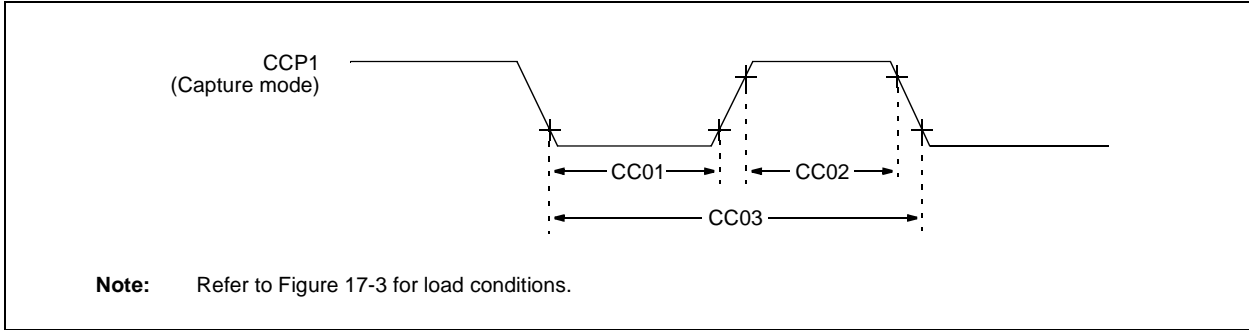 CCP1
(Capture mode)
CC01
CC02
CC03
Note: Refer to Figure 17-3 for load conditions.